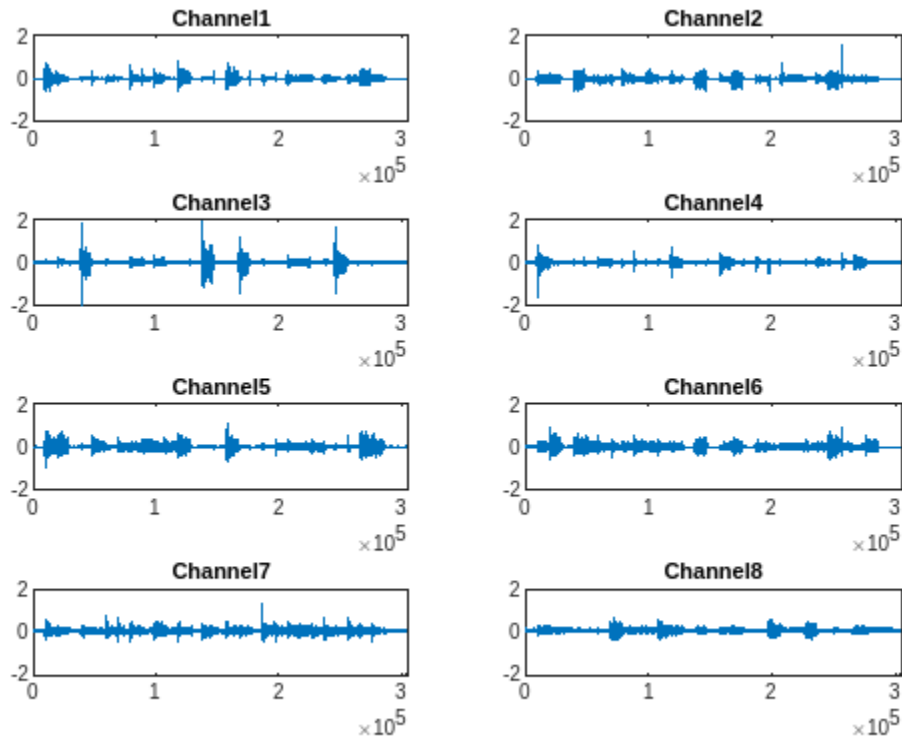 Channel1 Channel2
2 2
0 0
-2 -2
0 1 2 3 0 1 2 3
×10^5 ×10^5
Channel3 Channel4
2 2
0 0
-2 -2
0 1 2 3 0 1 2 3
×10^5 ×10^5
Channel5 Channel6
2 2
0 0
-2 -2
0 1 2 3 0 1 2 3
×10^5 ×10^5
Channel7 Channel8
2 2
0 0
-2 -2
0 1 2 3 0 1 2 3
×10^5 ×10^5